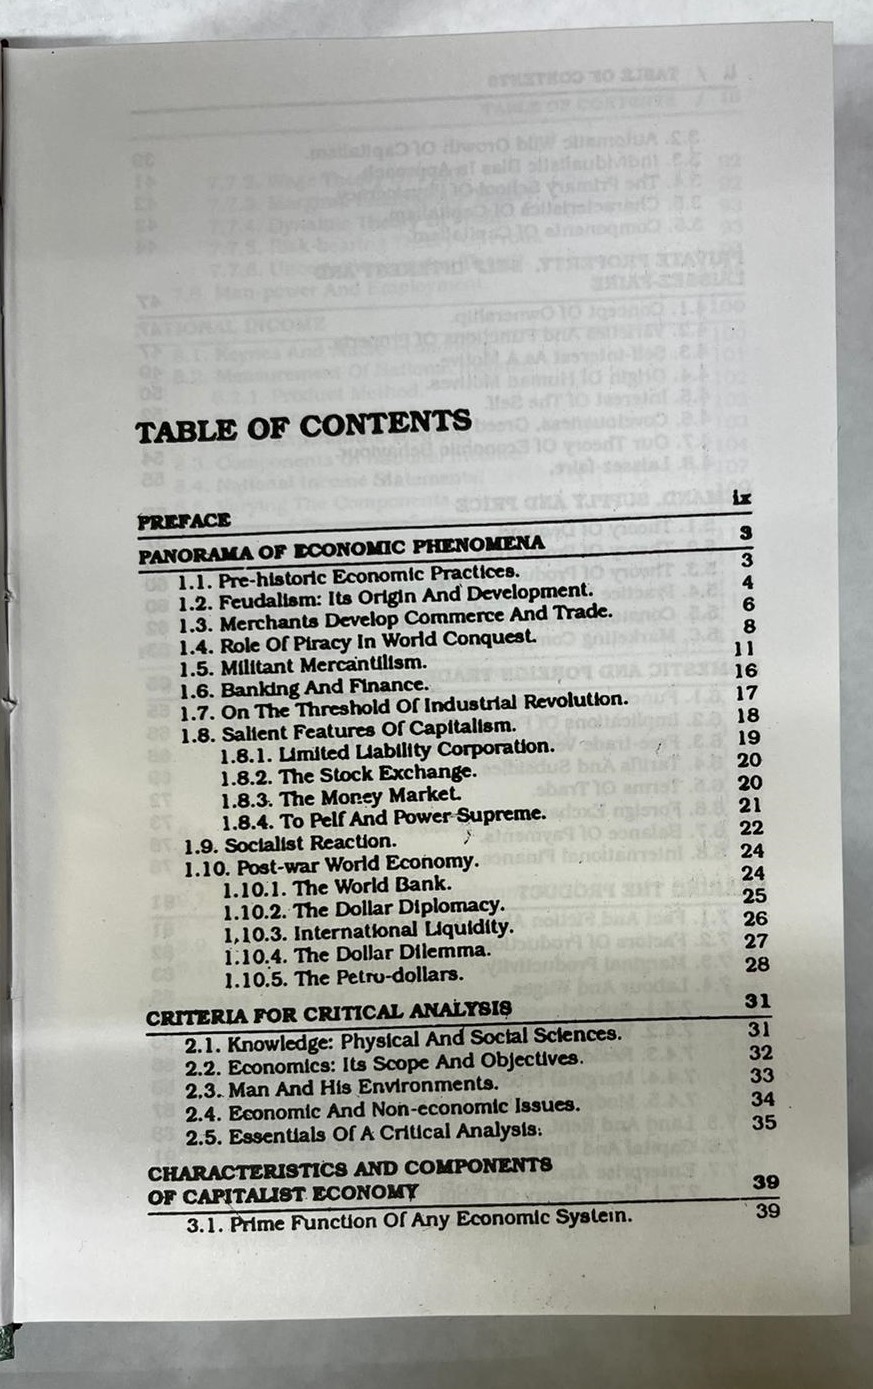 TABLE OF CONTENTS
PREFACE ix
PANORAMA OF ECONOMIC PHENOMENA 3
1.1. Pre-historic Economic Practices. 3
1.2. Feudalism: Its Origin And Development. 4
1.3. Merchants Develop Commerce And Trade. 6
1.4. Role Of Piracy In World Conquest. 8
1.5. Militant Mercantilism. 11
1.6. Banking And Finance. 16
1.7. On The Threshold Of Industrial Revolution. 17
1.8. Salient Features Of Capitalism. 18
1.8.1. Limited Liability Corporation. 19
1.8.2. The Stock Exchange. 20
1.8.3. The Money Market. 20
1.8.4. To Pelf And Power Supreme. 21
1.9. Socialist Reaction. 22
1.10. Post-war World Economy. 24
1.10.1. The World Bank. 24
1.10.2. The Dollar Diplomacy. 25
1.10.3. International Liquidity. 26
1.10.4. The Dollar Dilemma. 27
1.10.5. The Petro-dollars. 28
CRITERIA FOR CRITICAL ANALYSIS 31
2.1. Knowledge: Physical And Social Sciences. 31
2.2. Economics: Its Scope And Objectives. 32
2.3. Man And His Environments. 33
2.4. Economic And Non-economic Issues. 34
2.5. Essentials Of A Critical Analysis. 35
CHARACTERISTICS AND COMPONENTS
OF CAPITALIST ECONOMY 39
3.1. Prime Function Of Any Economic System. 39